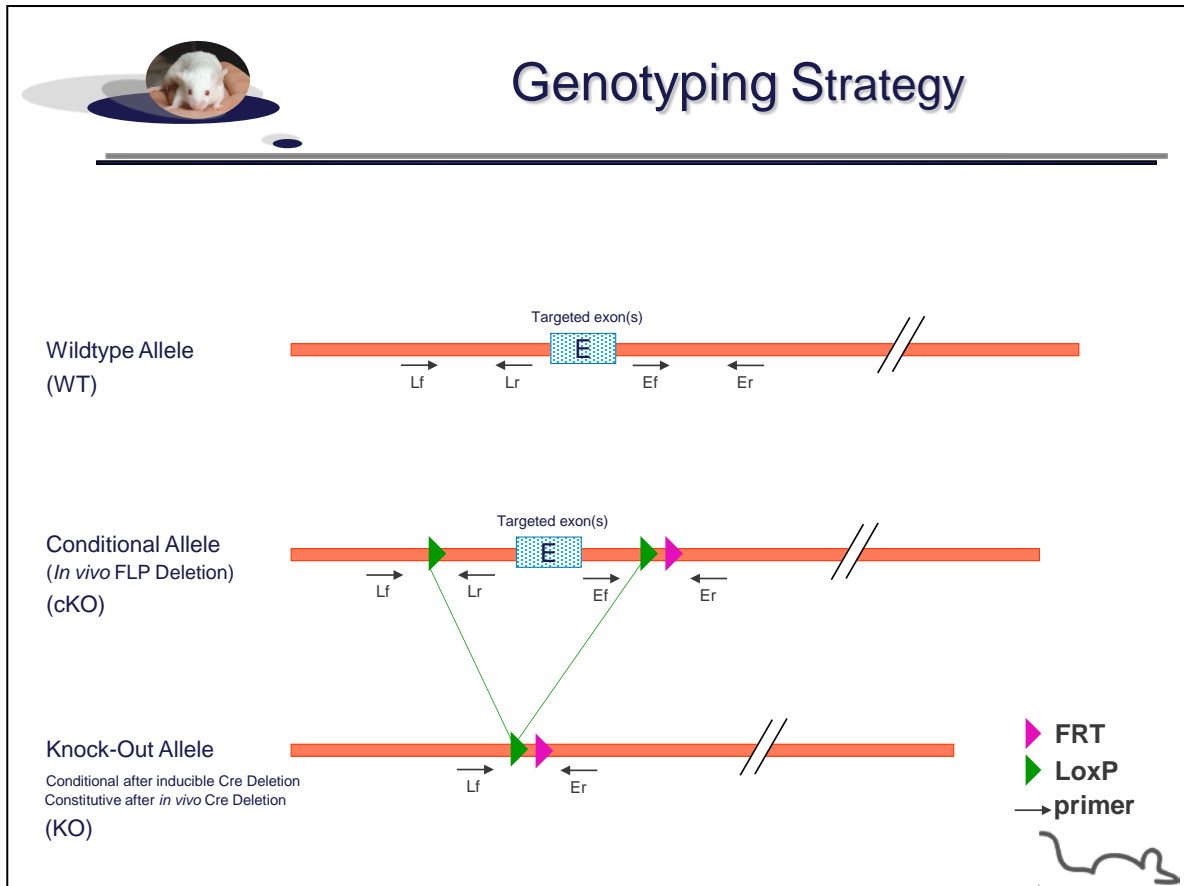 Genotyping Strategy
Targeted exon(s)
Wildtype Allele
(WT)
E
Lf
Lr
Ef
Er
Targeted exon(s)
Conditional Allele
(In vivo FLP Deletion)
(cKO)
E
Lf
Lr
Ef
Er
Knock-Out Allele
Conditional after inducible Cre Deletion
Constitutive after in vivo Cre Deletion
(KO)
Lf
Er
FRT
LoxP
primer